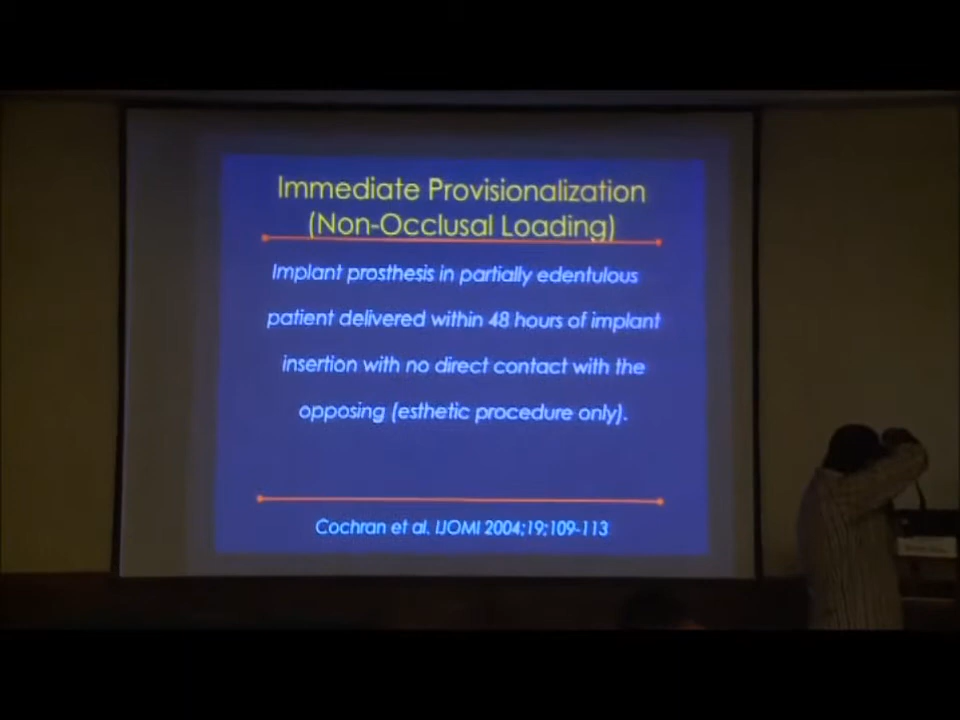 Immediate Provisionalization
(Non-Occlusal Loading)
Implant prosthesis in partially edentulous
patient delivered within 48 hours of implant
insertion with no direct contact with the
opposing (esthetic procedure only).
Cochran et al. IJOMI 2004;19;109-113